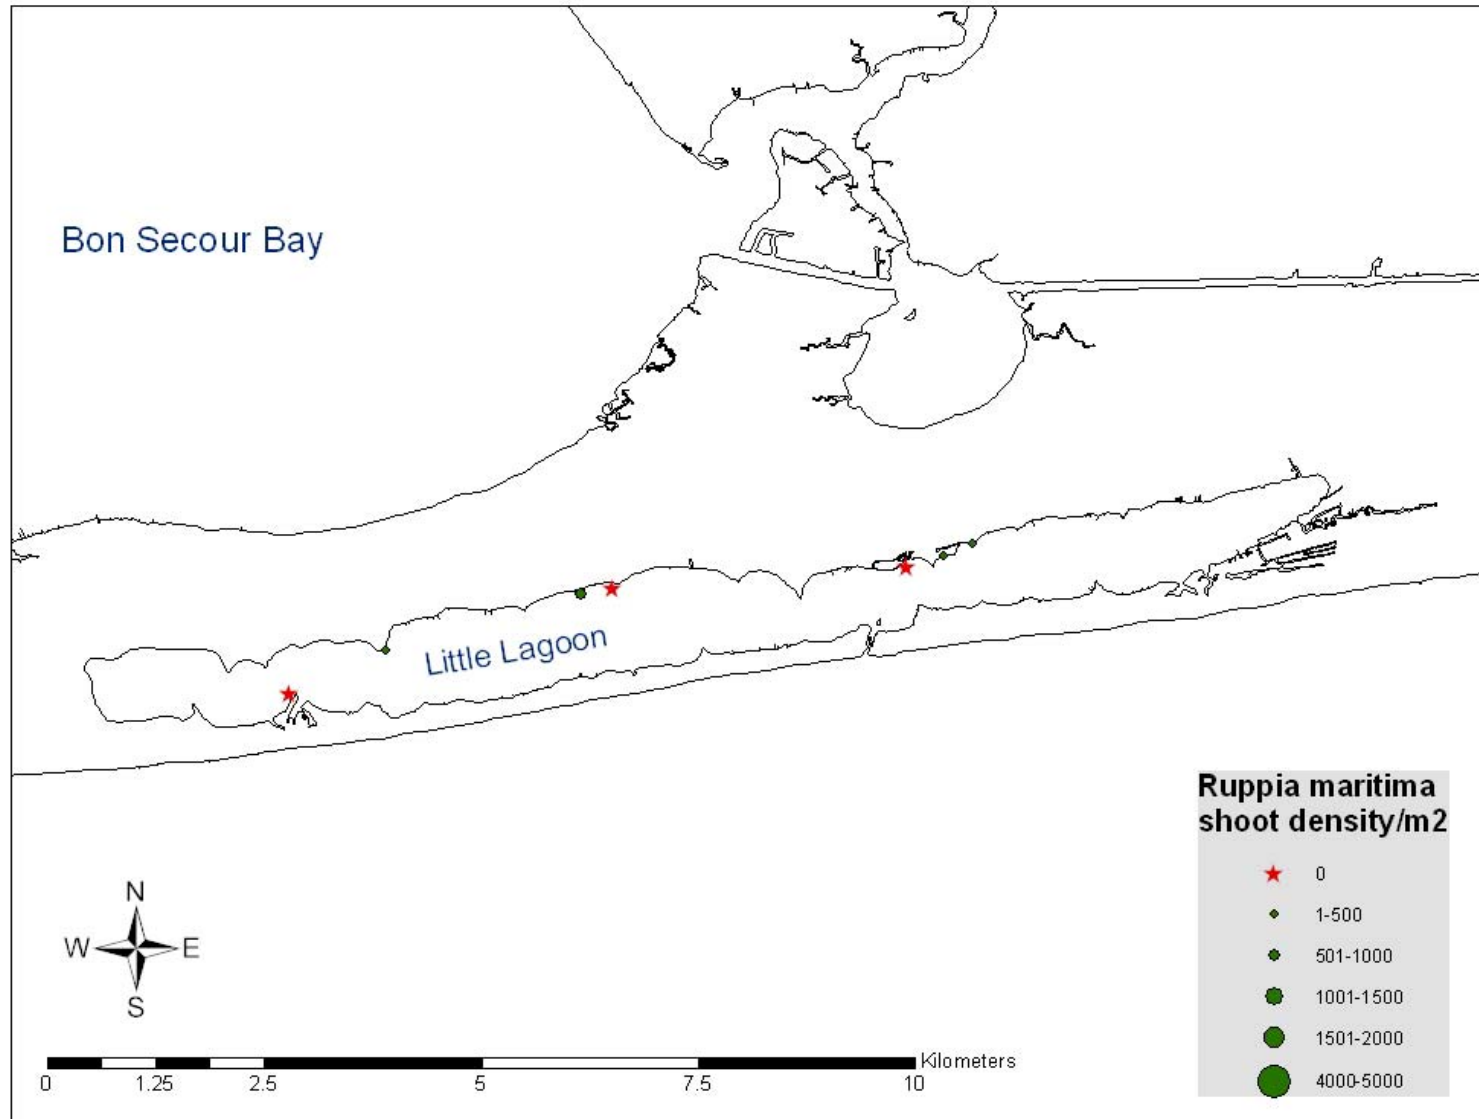 Bon Secour Bay
Little Lagoon
Ruppia maritima
shoot density/m2
0
1-500
501-1000
1001-1500
1501-2000
4000-5000
N
W E
S
Kilometers
0 1.25 2.5 5 7.5 10